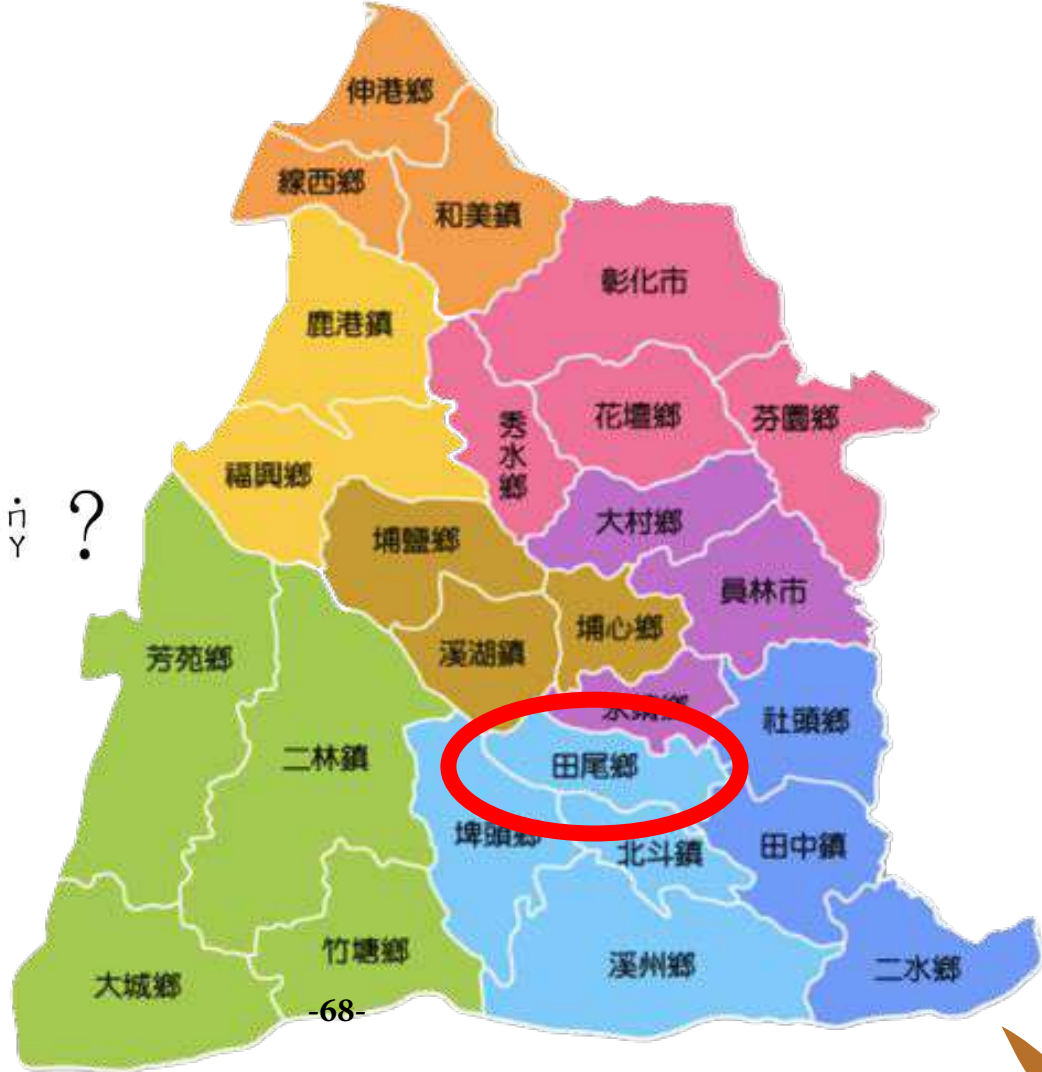 伸港鄉
線西鄉
和美鎮
彰化市
鹿港鎮
秀水鄉
花壇鄉
芬園鄉
福興鄉
˙ㄇㄚ ?
埔鹽鄉
大村鄉
員林市
埔心鄉
溪湖鎮
芳苑鄉
永靖鄉
社頭鄉
二林鎮
田尾鄉
埤頭鄉
北斗鎮
田中鎮
竹塘鄉
溪州鄉
二水鄉
大城鄉
-68-